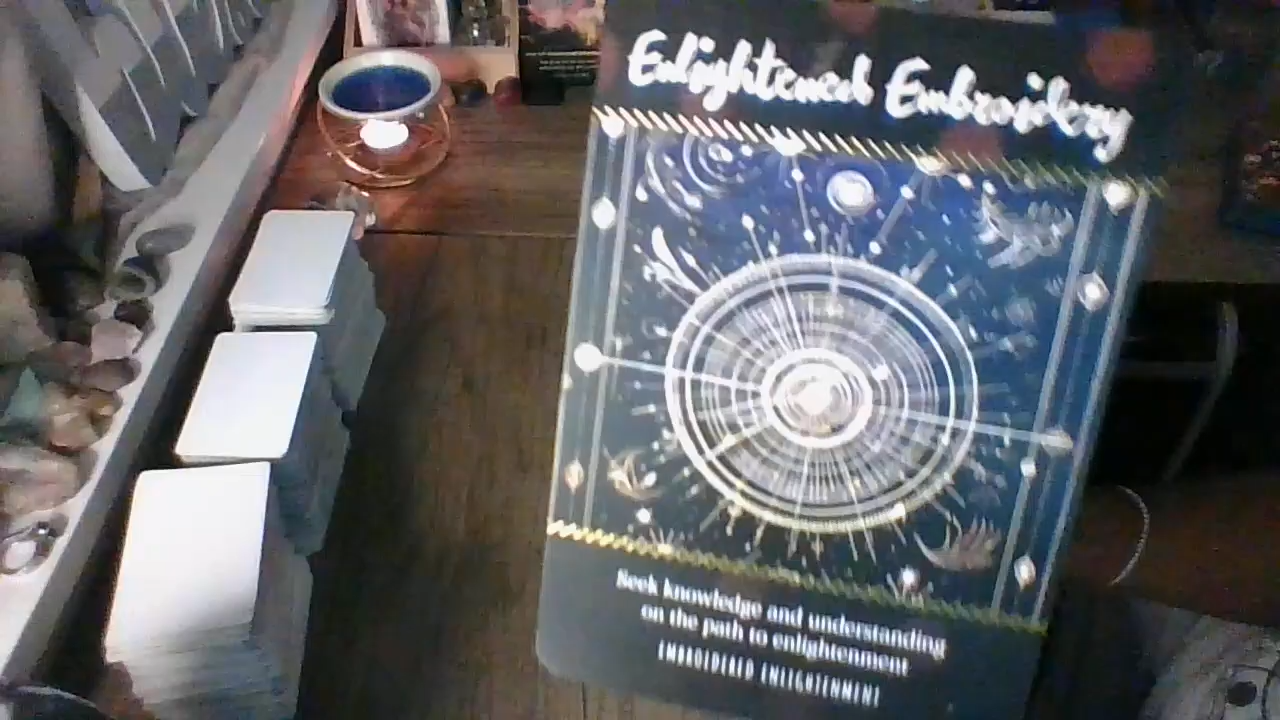 Enlightened Embroidery
Seek knowledge and understanding
on the path to enlightenment
EMBROIDERED ENLIGHTENMENT